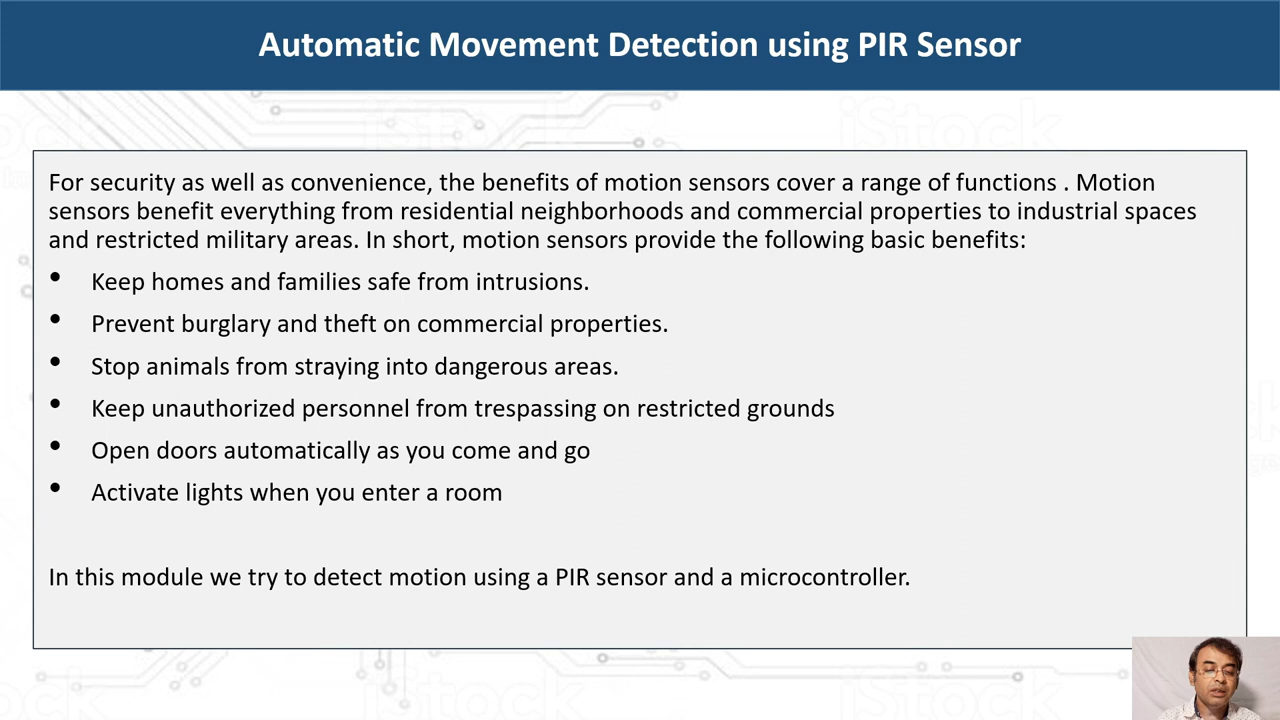 Automatic Movement Detection using PIR Sensor
For security as well as convenience, the benefits of motion sensors cover a range of functions . Motion
sensors benefit everything from residential neighborhoods and commercial properties to industrial spaces
and restricted military areas. In short, motion sensors provide the following basic benefits:
• Keep homes and families safe from intrusions.
• Prevent burglary and theft on commercial properties.
• Stop animals from straying into dangerous areas.
• Keep unauthorized personnel from trespassing on restricted grounds
• Open doors automatically as you come and go
• Activate lights when you enter a room
In this module we try to detect motion using a PIR sensor and a microcontroller.
iStock
iStock
iStock
iStock